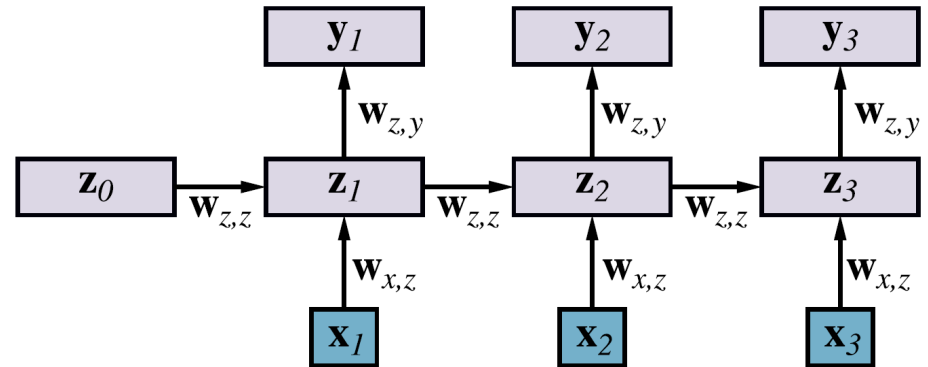 y1 y2 y3
wz,y wz,y wz,y
z0 z1 z2 z3
wz,z wz,z wz,z
wx,z wx,z wx,z
x1 x2 x3